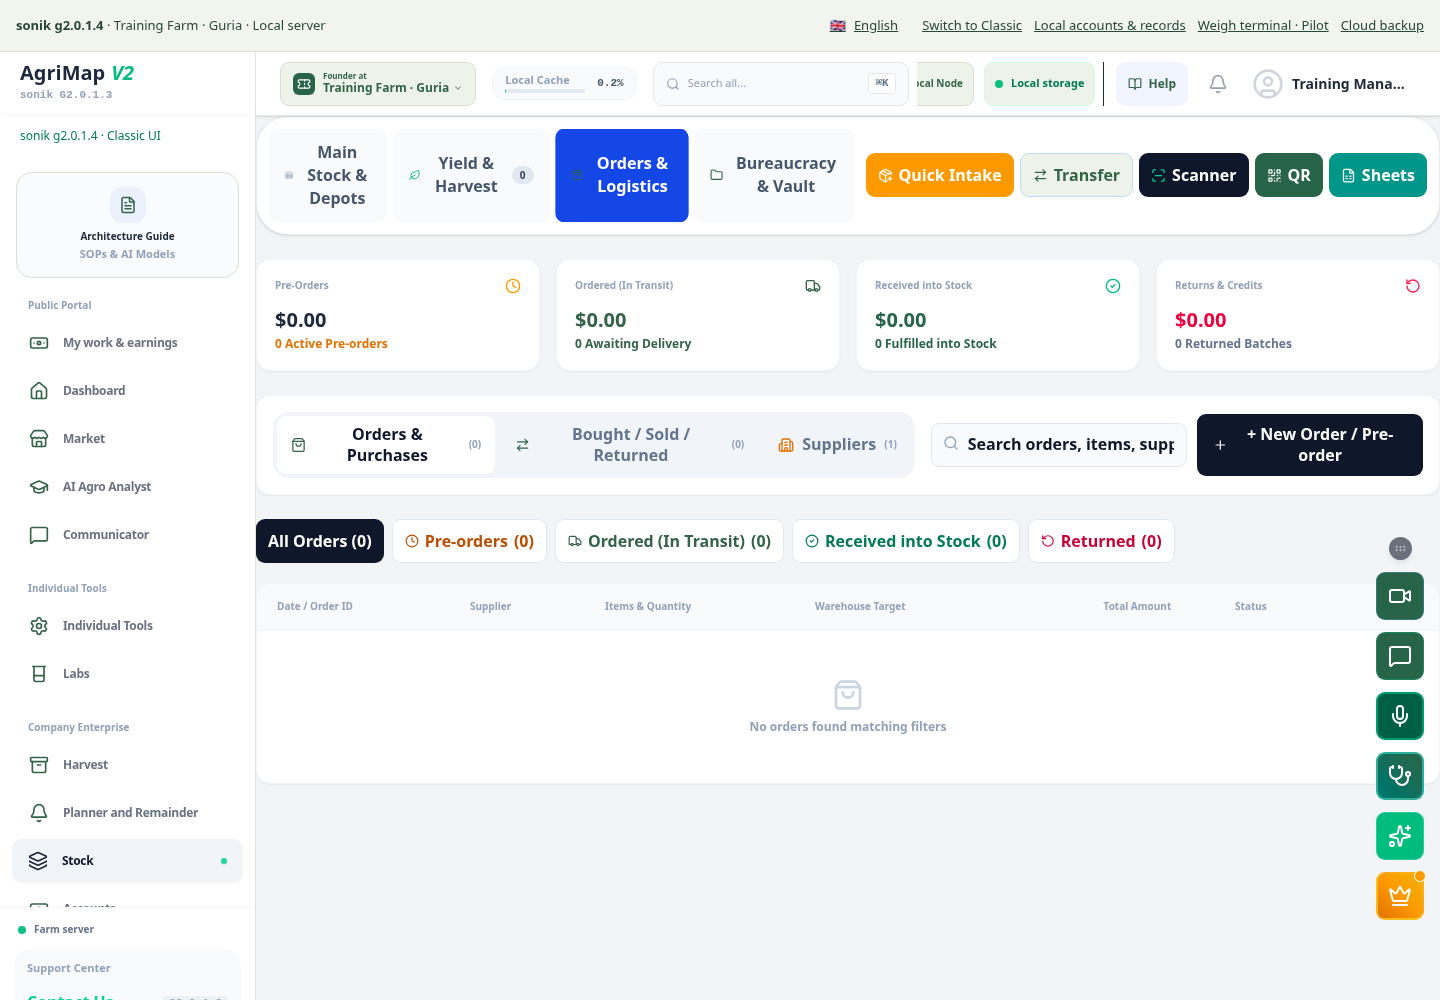 sonik g2.0.1.4 · Training Farm · Guria · Local server
English
Switch to Classic
Local accounts & records
Weigh terminal · Pilot
Cloud backup
AgriMap V2
sonik G2.0.1.3
sonik g2.0.1.4 · Classic UI
Architecture Guide
SOPs & AI Models
Public Portal
My work & earnings
Dashboard
Market
AI Agro Analyst
Communicator
Individual Tools
Individual Tools
Labs
Company Enterprise
Harvest
Planner and Remainder
Stock
Farm server
Support Center
Founder at
Training Farm · Guria
Local Cache
0.2%
Search all...
⌘K
Node
Local storage
Help
Training Mana...
Main
Stock &
Depots
Yield &
Harvest
0
Orders &
Logistics
Bureaucracy
& Vault
Quick Intake
Transfer
Scanner
QR
Sheets
Pre-Orders
$0.00
0 Active Pre-orders
Ordered (In Transit)
$0.00
0 Awaiting Delivery
Received into Stock
$0.00
0 Fulfilled into Stock
Returns & Credits
$0.00
0 Returned Batches
Orders &
Purchases
(0)
Bought / Sold /
Returned
(0)
Suppliers (1)
Search orders, items, supp
+ New Order / Pre-
order
All Orders (0)
Pre-orders (0)
Ordered (In Transit) (0)
Received into Stock (0)
Returned (0)
Date / Order ID
Supplier
Items & Quantity
Warehouse Target
Total Amount
Status
No orders found matching filters